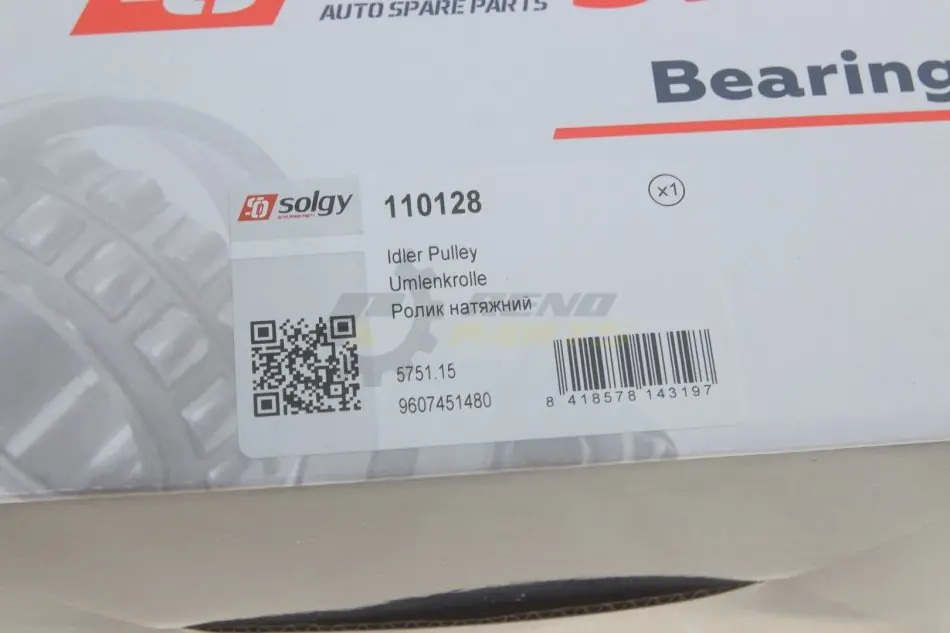 AUTO SPARE PARTS
Bearing
solgy
110128
x1
Idler Pulley
Umlenkrolle
Ролик натяжний
5751.15
9607451480
8 418578 143197